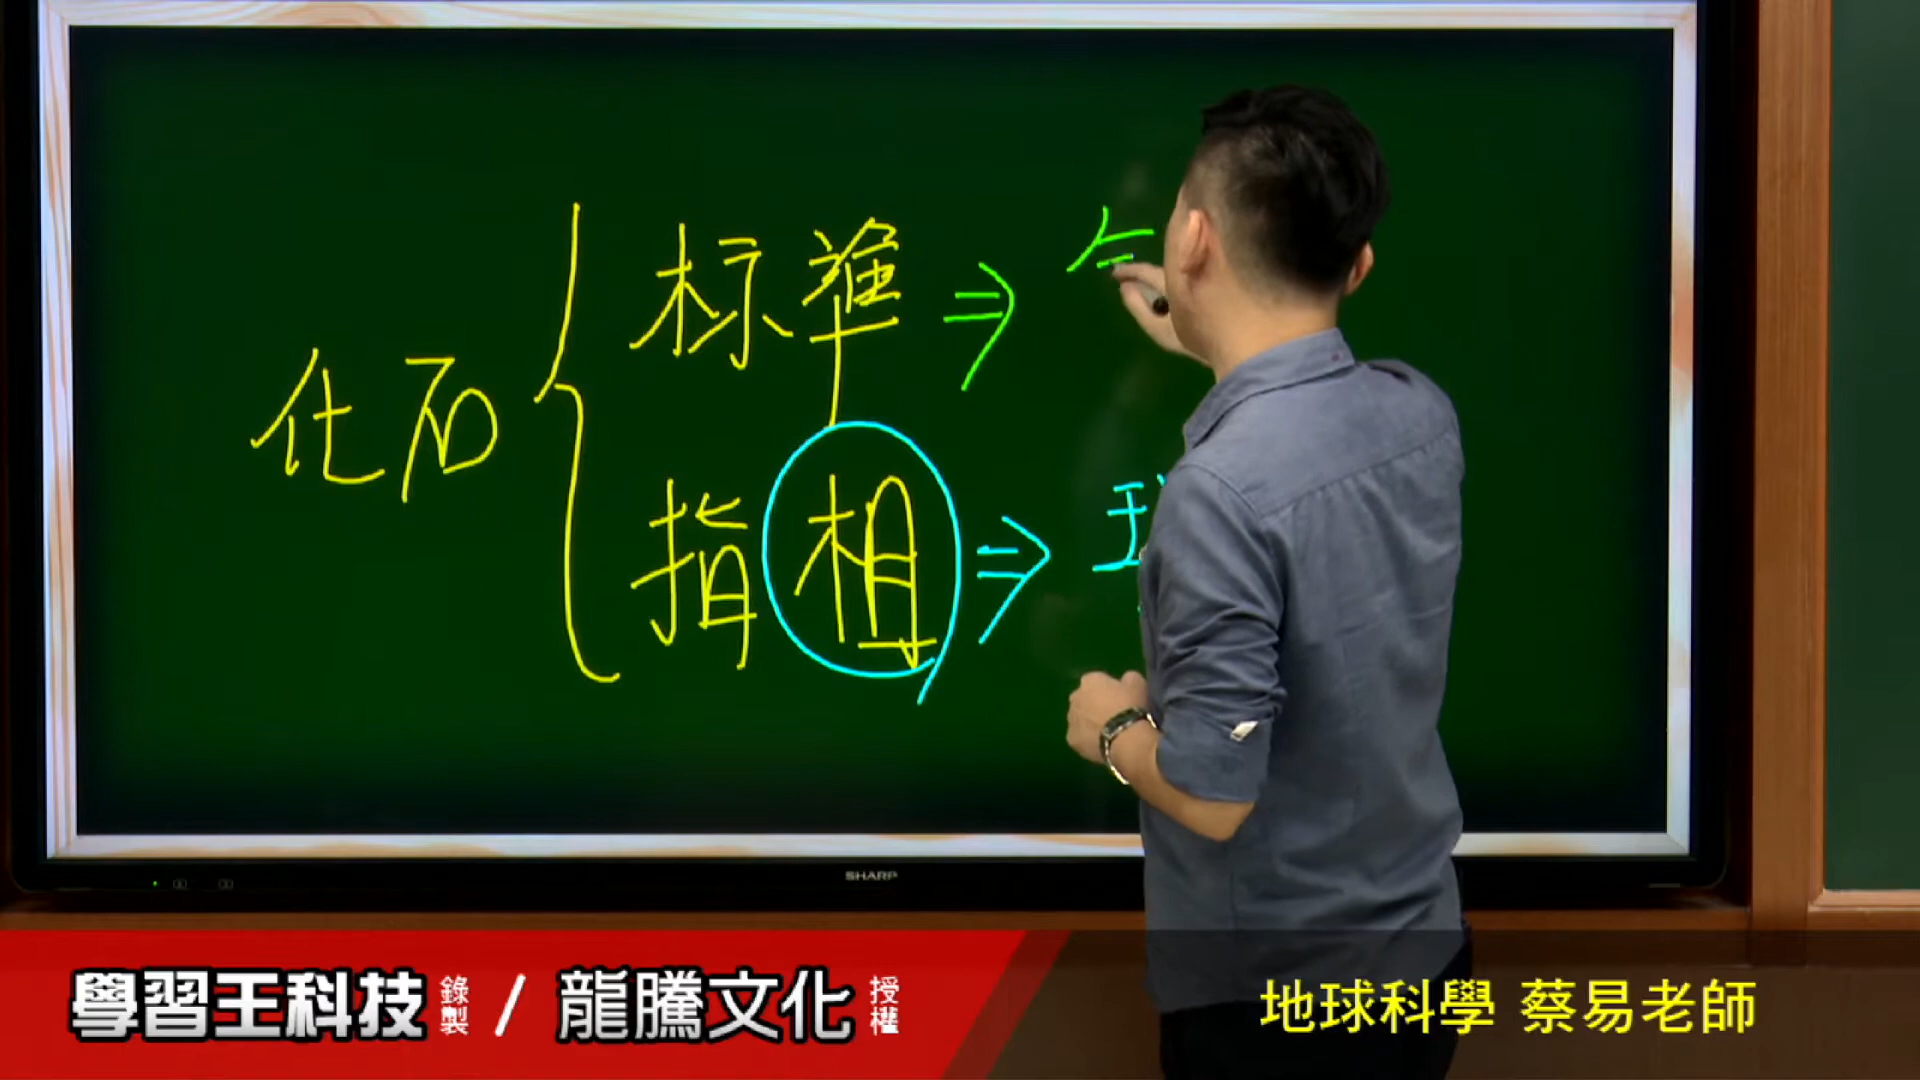 標準 ⇒
化石
指相 ⇒
SHARP
學習王科技 錄製 / 龍騰文化 授權
地球科學 蔡易老師